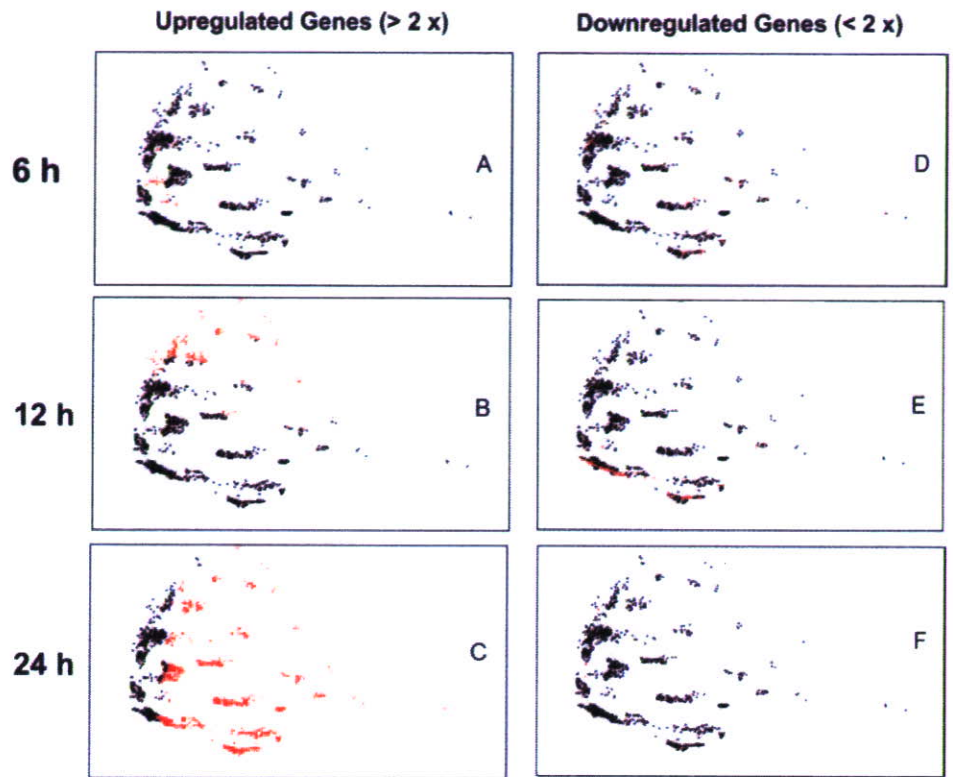 Upregulated Genes (> 2 x)
Downregulated Genes (< 2 x)
6 h
A
D
12 h
B
E
24 h
C
F